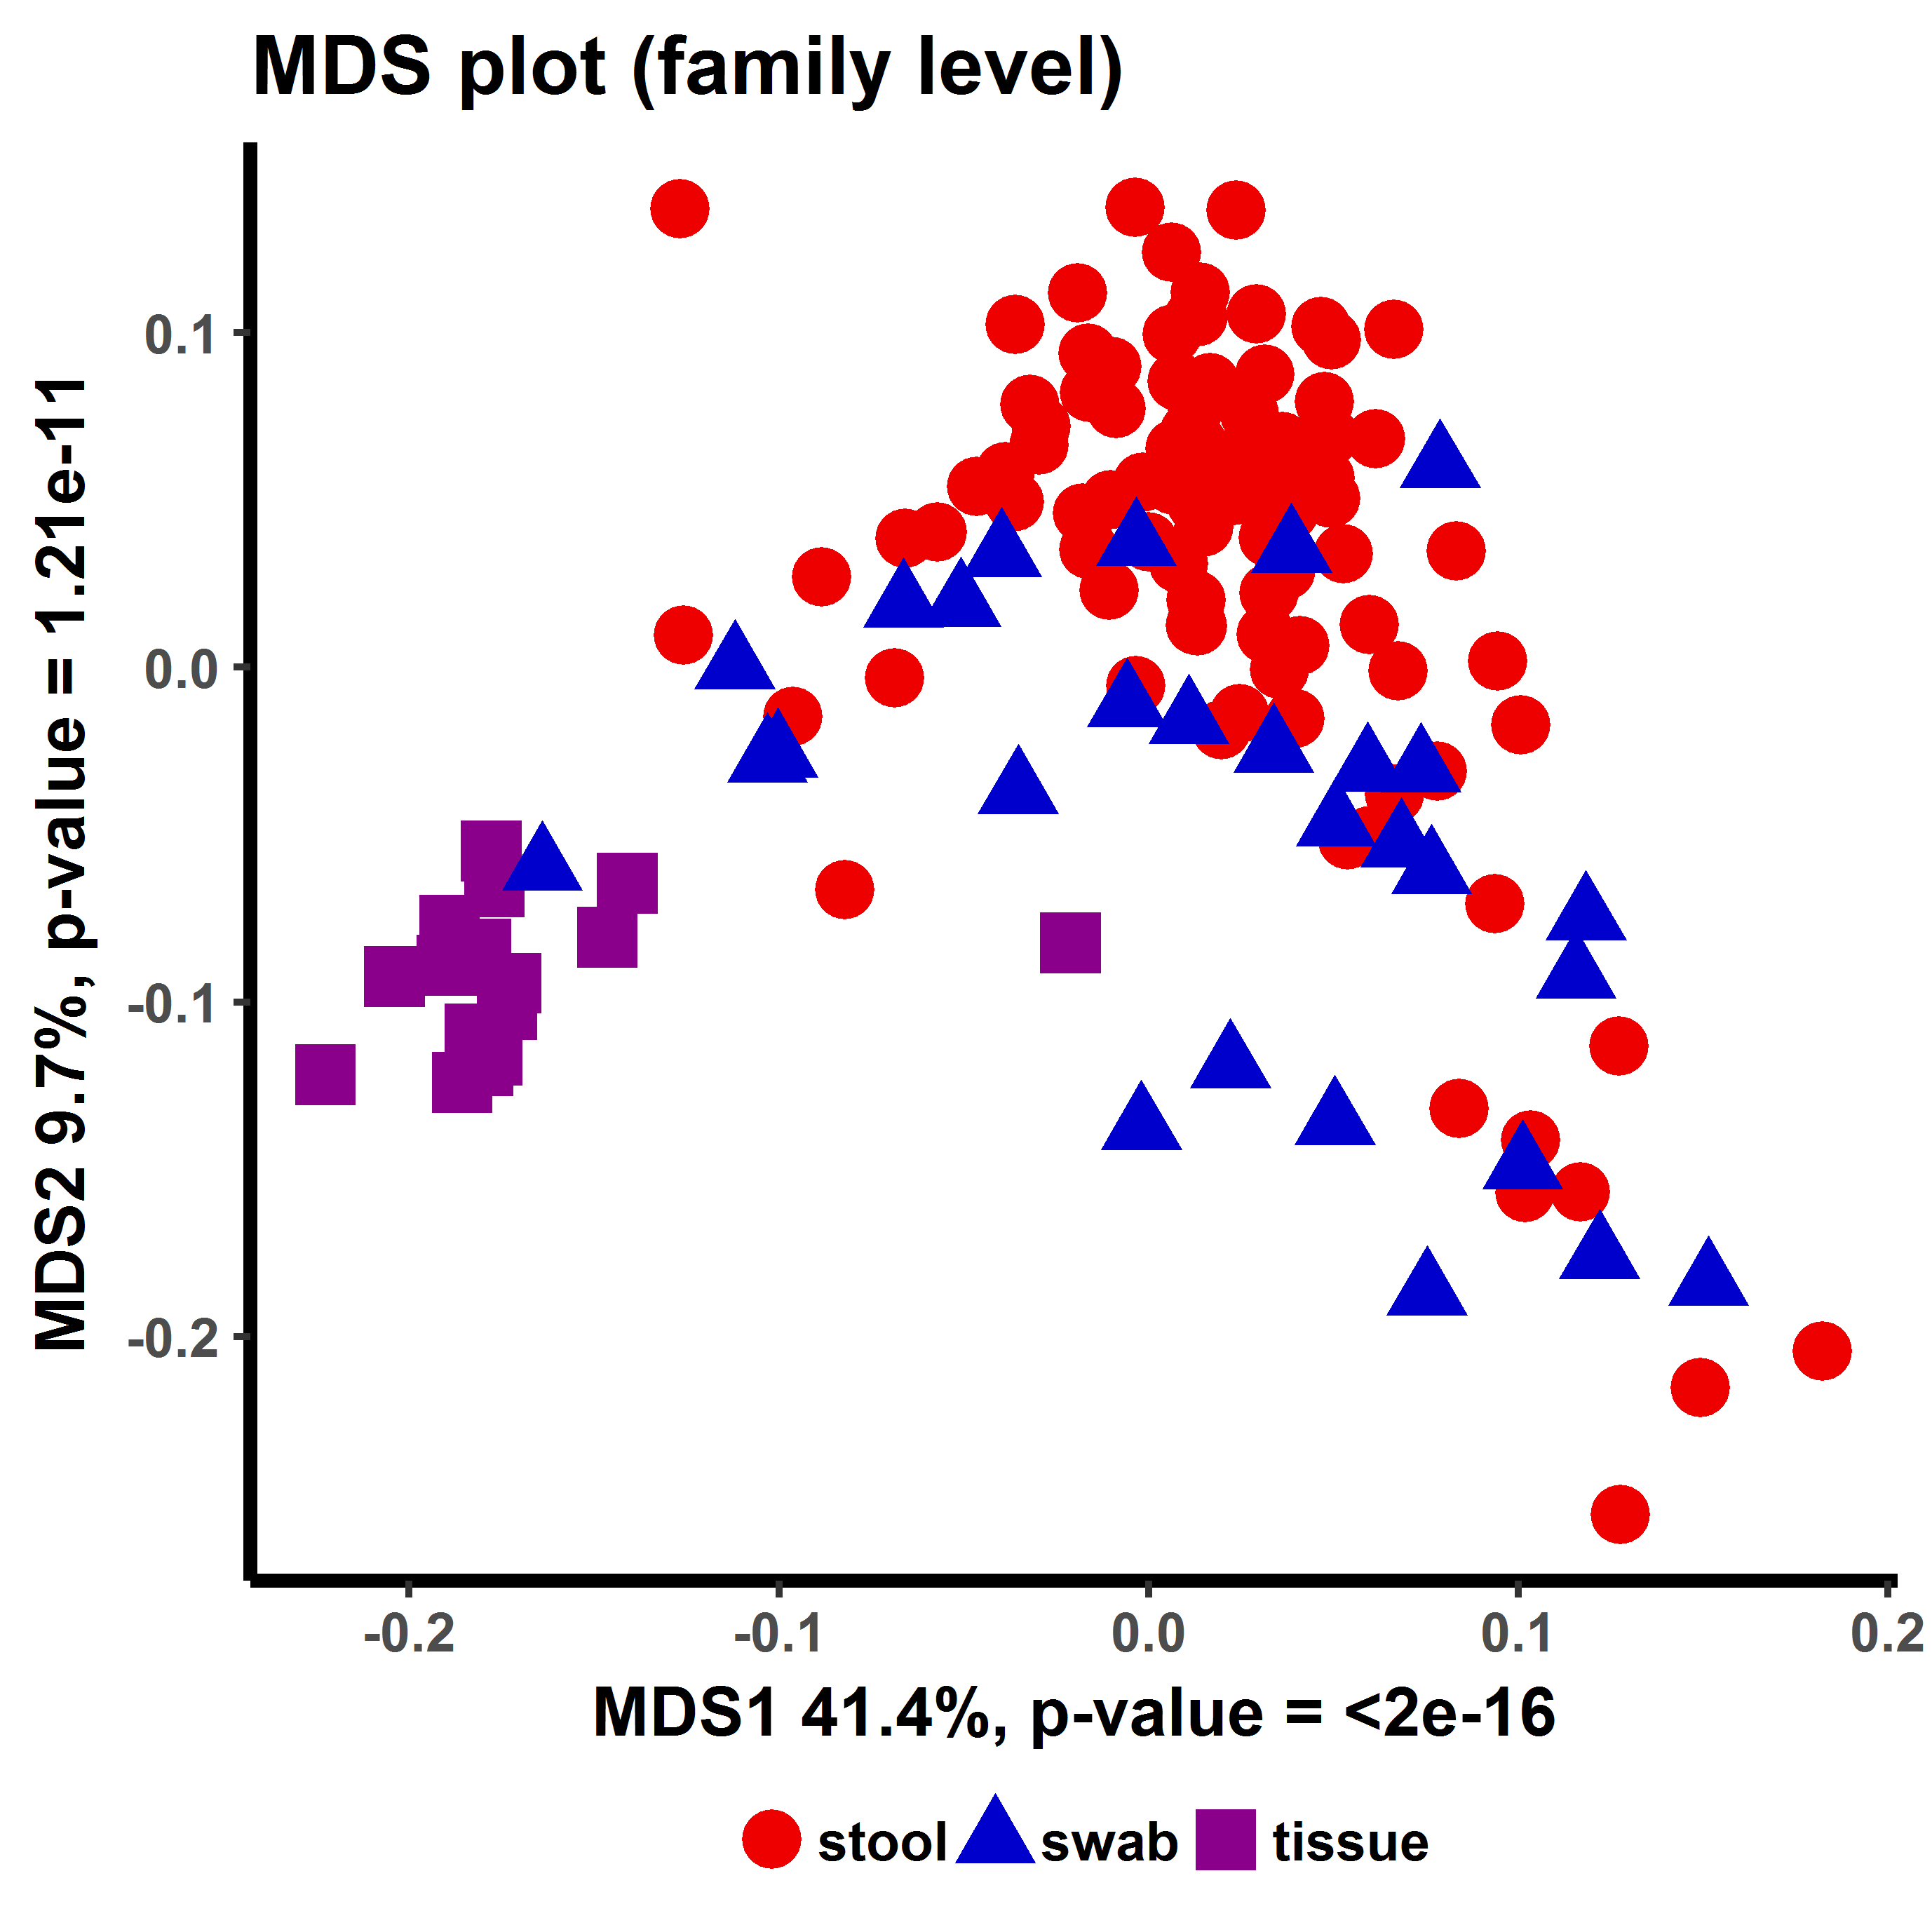 MDS plot (family level)
MDS2 9.7%, p-value = 1.21e-11
0.1
0.0
-0.1
-0.2
-0.2 -0.1 0.0 0.1 0.2
MDS1 41.4%, p-value = <2e-16
stool swab tissue